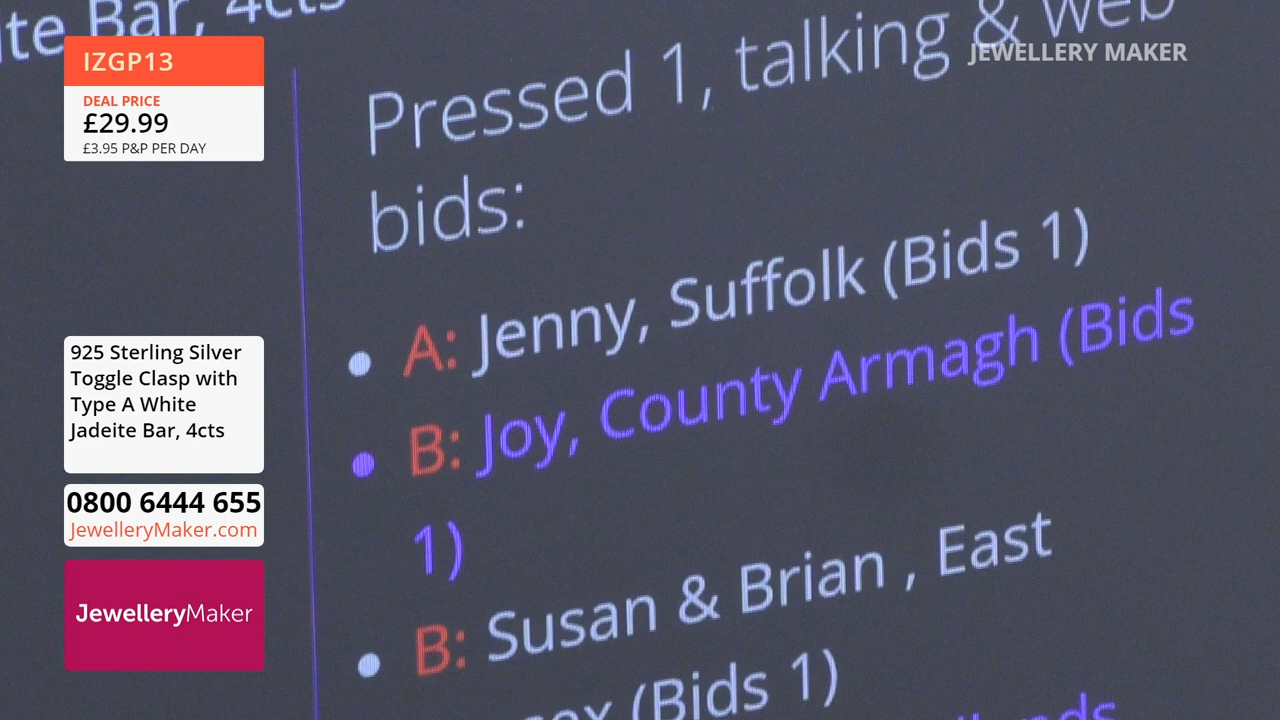 ite Bar, 4cts
IZGP13
DEAL PRICE
£29.99
£3.95 P&P PER DAY
JEWELLERY MAKER
Pressed 1, talking & web
bids:
A: Jenny, Suffolk (Bids 1)
B: Joy, County Armagh (Bids
1)
B: Susan & Brian , East
(Bids 1)
925 Sterling Silver
Toggle Clasp with
Type A White
Jadeite Bar, 4cts
0800 6444 655
JewelleryMaker.com
JewelleryMaker